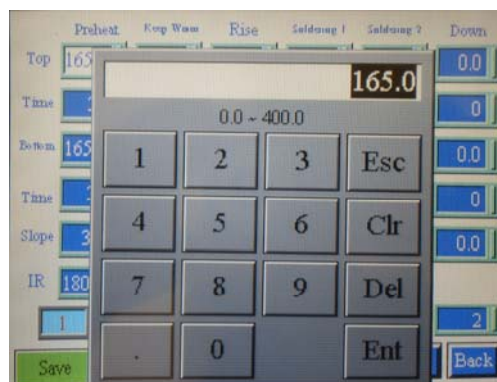 Preheat Keep Warm Rise Soldering 1 Soldering 2 Down
Top 165 165.0 0.0
0.0 ~ 400.0
Time 0
Bottom 165 1 2 3 Esc 0.0
Time 0
4 5 6 Clr
Slope 3 0.0
IR 180 7 8 9 Del
1 2
. 0 Ent
Save Back